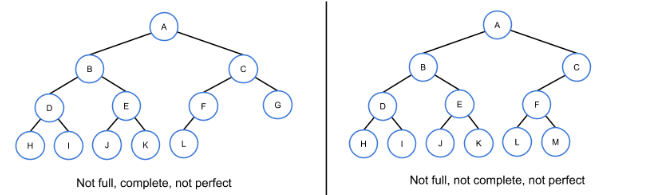 A
B
C
D
E
F
G
H
I
J
K
L
Not full, complete, not perfect
A
B
C
D
E
F
H
I
J
K
L
M
Not full, not complete, not perfect